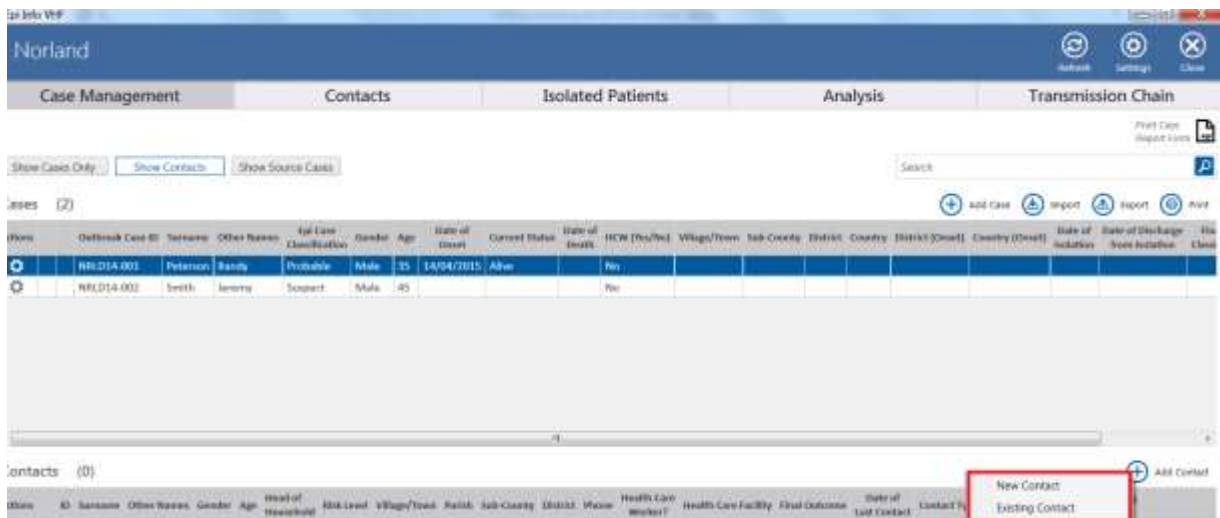 Epi Info VHF
Norland
Refresh Settings Close
Case Management Contacts Isolated Patients Analysis Transmission Chain
Print Case
Report Form
Show Cases Only Show Contacts Show Source Cases Search
Cases (2) Add Case Import Export Print
Outbreak Case ID Surname Other Names Epi Case Classification Gender Age Date of Onset Current Status Date of Death HCW (Yes/No) Village/Town Sub-County District Country District (Onset) Country (Onset) Date of Isolation Date of Discharge from Isolation
NRLD14-001 Peterson Randy Probable Male 35 14/04/2015 Alive No
NRLD14-002 Smith Jeremy Suspect Male 45 No
Contacts (0) Add Contact
New Contact
ID Surname Other Names Gender Age Head of Household Risk Level Village/Town Parish Sub-County District Phone Health Care Worker? Health Care Facility Final Outcome Date of Last Contact Contact
Existing Contact